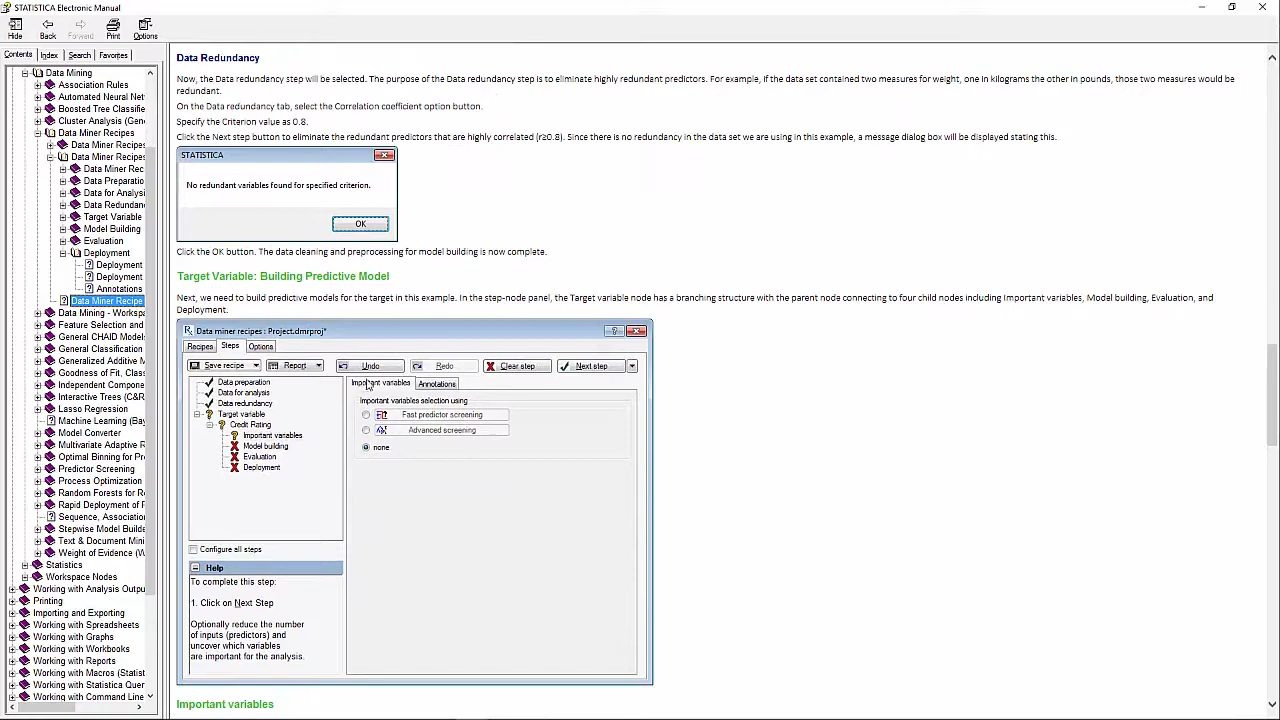 STATISTICA Electronic Manual
Hide
Back
Forward
Print
Options
Contents
Index
Search
Favorites
Data Mining
Association Rules
Automated Neural Net
Boosted Tree Classifie
Cluster Analysis (Gene
Data Miner Recipes
Data Miner Recipes
Data Miner Recipes
Data Miner Rec
Data Preparatio
Data for Analysi
Data Redundan
Target Variable
Model Building
Evaluation
Deployment
Deployment
Deployment
Annotations
Data Miner Recipe
Data Mining - Workspa
Feature Selection and
General CHAID Models
Generalized Additive M
Goodness of Fit, Classi
Independent Componen
Interactive Trees (C&R
Lasso Regression
Machine Learning (Bay
Model Converter
Multivariate Adaptive R
Optimal Binning for Pr
Predictor Screening
Process Optimization
Random Forests for Re
Rapid Deployment of P
Sequence, Association
Stepwise Model Builde
Text & Document Mini
Weight of Evidence (W
Statistics
Workspace Nodes
Working with Analysis Outpu
Printing
Importing and Exporting
Working with Spreadsheets
Working with Graphs
Working with Workbooks
Working with Reports
Working with Macros (Statist
Working with Statistica Quer
Working with Command Line
Data Redundancy
Now, the Data redundancy step will be selected. The purpose of the Data redundancy step is to eliminate highly redundant predictors. For example, if the data set contained two measures for weight, one in kilograms the other in pounds, those two measures would be
redundant.
On the Data redundancy tab, select the Correlation coefficient option button.
Specify the Criterion value as 0.8.
Click the Next step button to eliminate the redundant predictors that are highly correlated (r≥0.8). Since there is no redundancy in the data set we are using in this example, a message dialog box will be displayed stating this.
STATISTICA
No redundant variables found for specified criterion.
OK
Click the OK button. The data cleaning and preprocessing for model building is now complete.
Target Variable: Building Predictive Model
Next, we need to build predictive models for the target in this example. In the step-node panel, the Target variable node has a branching structure with the parent node connecting to four child nodes including Important variables, Model building, Evaluation, and
Deployment.
Data miner recipes : Project.dmrproj*
Recipes
Steps
Options
Save recipe
Report
Undo
Redo
Clear step
Next step
Data preparation
Data for analysis
Data redundancy
Target variable
Credit Rating
Important variables
Model building
Evaluation
Deployment
Important variables
Annotations
Important variables selection using
Fast predictor screening
Advanced screening
none
Configure all steps
Help
To complete this step:
1. Click on Next Step
Optionally reduce the number
of inputs (predictors) and
uncover which variables
are important for the analysis.
Important variables